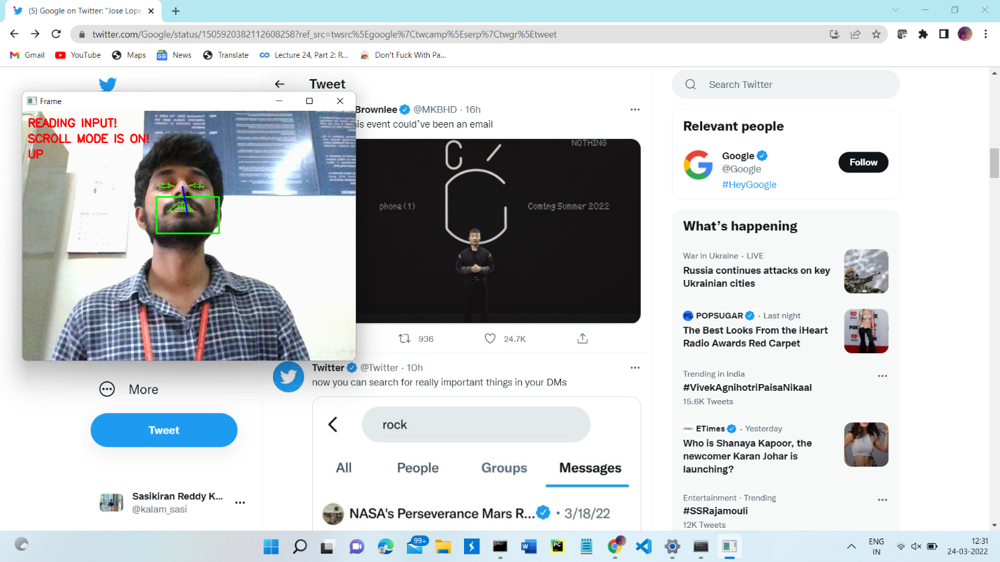 (5) Google on Twitter: "Jose Lope
twitter.com/Google/status/1505920382112608258?ref_src=twsrc%5Egoogle%7Ctwcamp%5Eserp%7Ctwgr%5Etweet
Gmail
YouTube
Maps
News
Translate
Lecture 24, Part 2: R...
Don't Fuck With Pa...
Frame
READING INPUT!
SCROLL MODE IS ON!
UP
More
Tweet
Sasikiran Reddy K...
@kalam_sasi
Tweet
Brownlee @MKBHD · 16h
is event could've been an email
NOTHING
phone (1)
Coming Summer 2022
936
24.7K
Twitter @Twitter · 10h
now you can search for really important things in your DMs
rock
All
People
Groups
Messages
NASA's Perseverance Mars R... • 3/18/22
Search Twitter
Relevant people
Google
@Google
#HeyGoogle
Follow
What's happening
War in Ukraine · LIVE
Russia continues attacks on key
Ukrainian cities
POPSUGAR · Last night
The Best Looks From the iHeart
Radio Awards Red Carpet
Trending in India
#VivekAgnihotriPaisaNikaal
15.6K Tweets
ETimes · Yesterday
Who is Shanaya Kapoor, the
newcomer Karan Johar is
launching?
Entertainment · Trending
#SSRajamouli
12K Tweets
99+
ENG
IN
12:31
24-03-2022